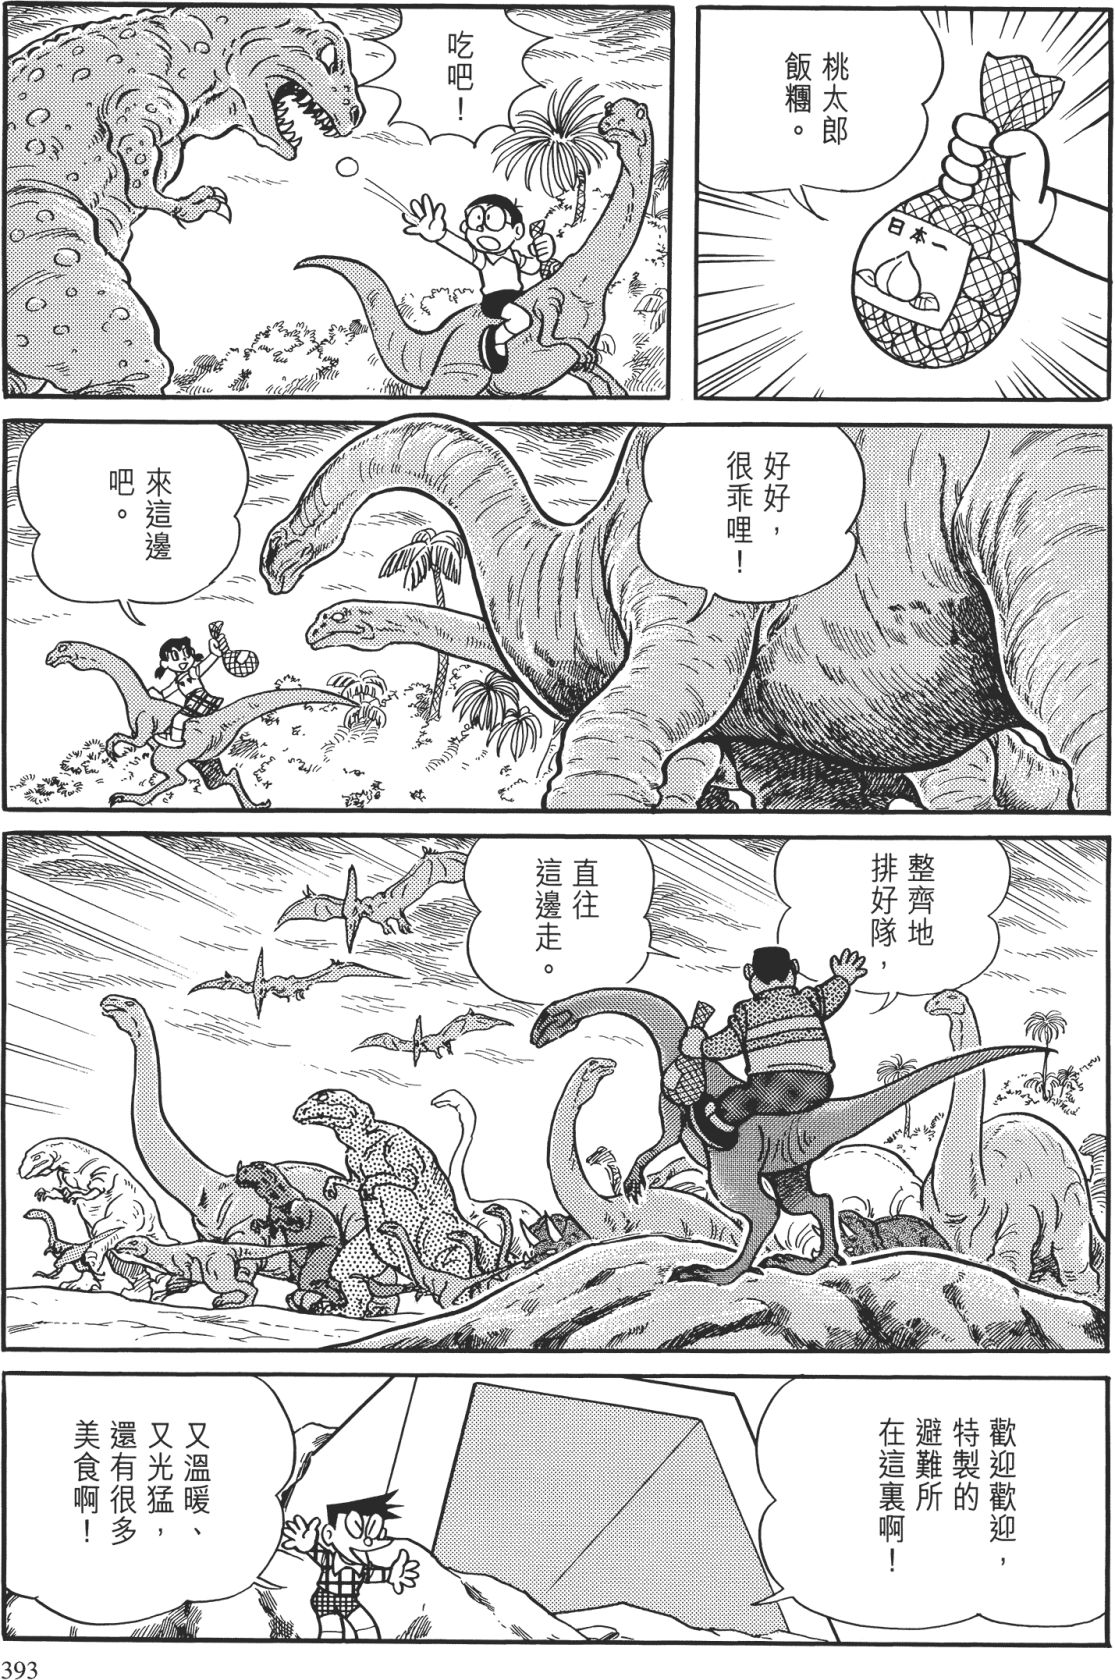 桃太郎
飯糰。
日本一
吃吧！
好好，
很乖哩！
來這邊
吧。
整齊地
排好隊，
直往
這邊走。
歡迎歡迎，
特製的
避難所
在這裏啊！
又溫暖、
又光猛，
還有很多
美食啊！
393